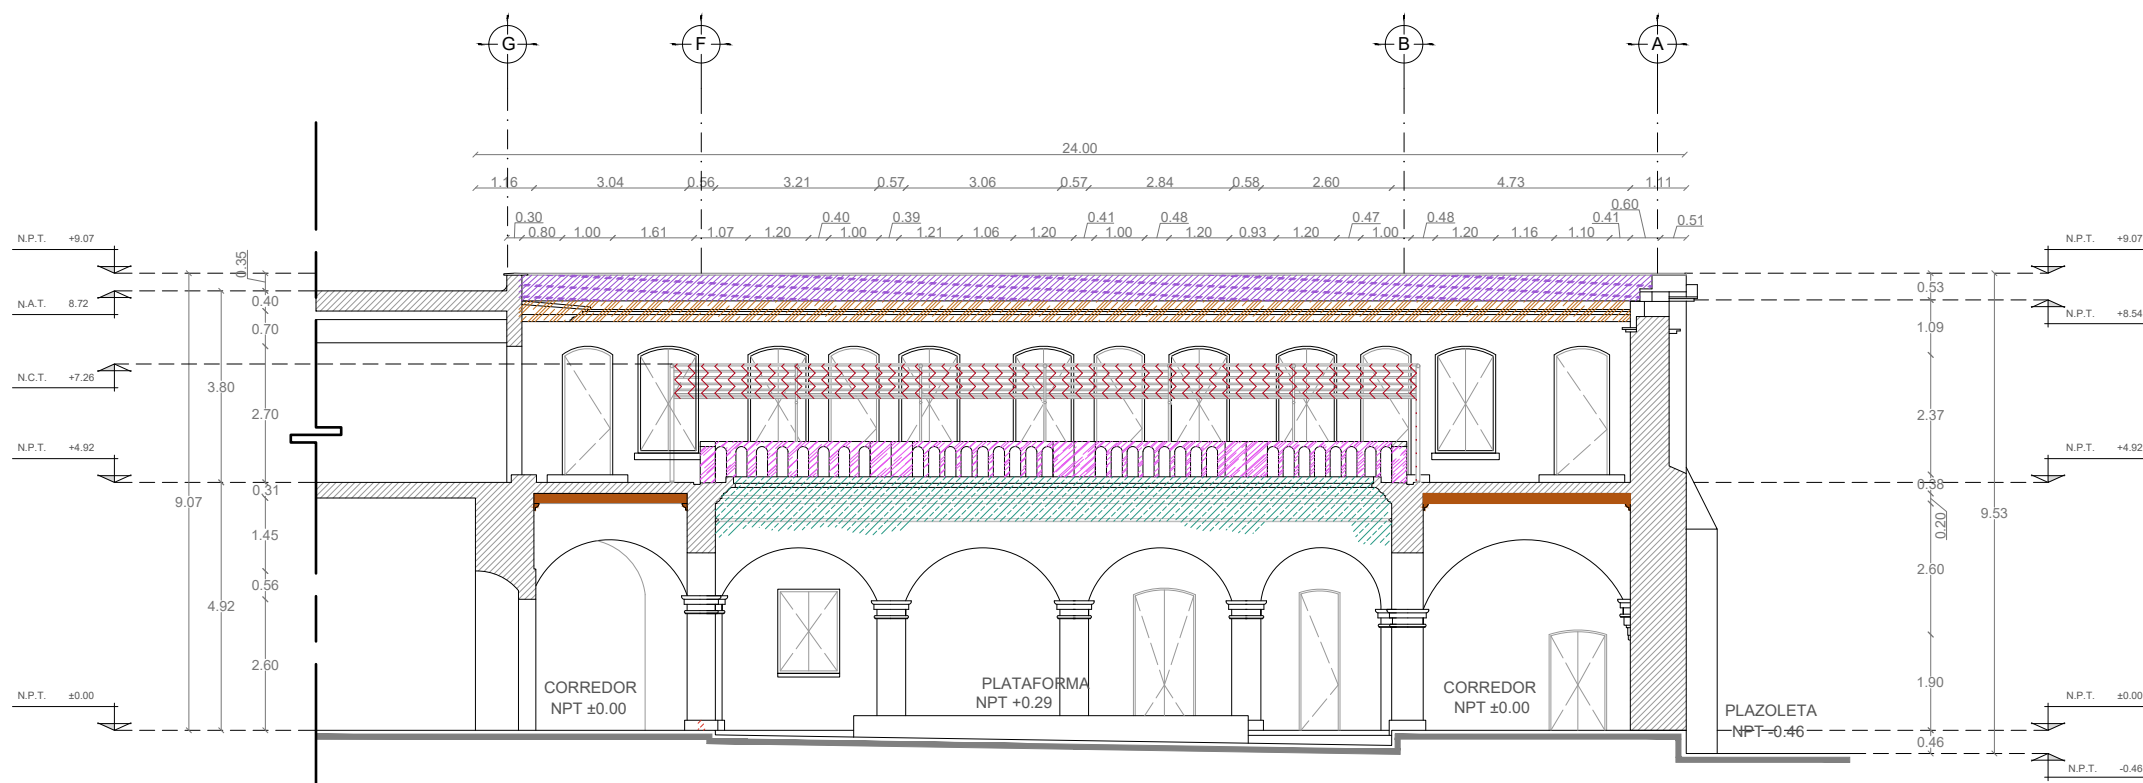 G F B A
24.00
1.16 3.04 0.56 3.21 0.57 3.06 0.57 2.84 0.58 2.60 4.73 1.11
0.30 0.40 0.39 0.41 0.48 0.47 0.48 0.41 0.60 0.51
0.80 1.00 1.61 1.07 1.20 1.00 1.21 1.06 1.20 1.00 1.20 0.93 1.20 1.00 1.20 1.16 1.10
N.P.T. +9.07
N.A.T. 8.72
N.C.T. +7.26
N.P.T. +4.92
N.P.T. ±0.00
9.07
3.80
4.92
0.35
0.40
0.70
2.70
0.31
1.45
0.56
2.60
CORREDOR
NPT ±0.00
PLATAFORMA
NPT +0.29
CORREDOR
NPT ±0.00
PLAZOLETA
NPT -0.46
0.53
1.09
2.37
0.38
0.20
2.60
1.90
0.46
9.53
N.P.T. +9.07
N.P.T. +8.54
N.P.T. +4.92
N.P.T. ±0.00
N.P.T. -0.46